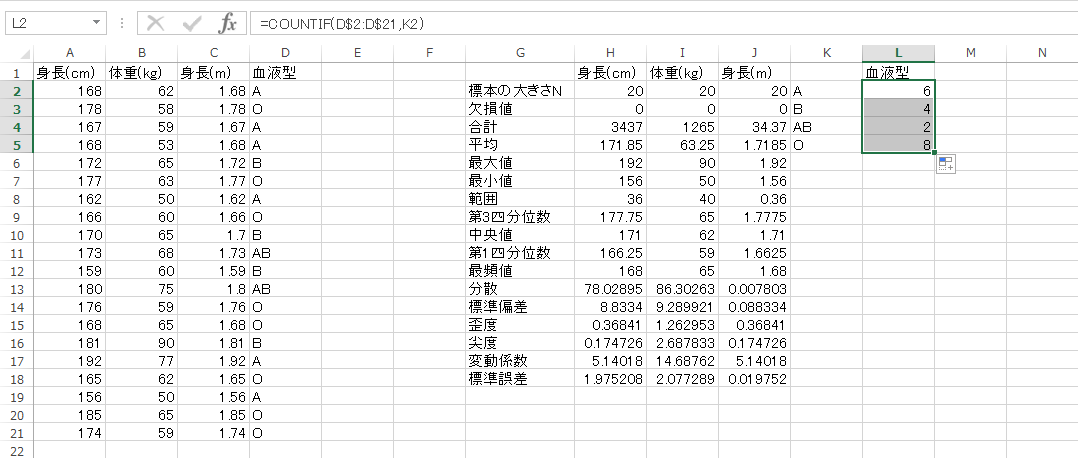 L2 fx =COUNTIF(D$2:D$21,K2)
A B C D E F G H I J K L M N
1 身長(cm) 体重(kg) 身長(m) 血液型 身長(cm) 体重(kg) 身長(m) 血液型
2 168 62 1.68 A 標本の大きさN 20 20 20 A 6
3 178 58 1.78 O 欠損値 0 0 0 B 4
4 167 59 1.67 A 合計 3437 1265 34.37 AB 2
5 168 53 1.68 A 平均 171.85 63.25 1.7185 O 8
6 172 65 1.72 B 最大値 192 90 1.92
7 177 63 1.77 O 最小値 156 50 1.56
8 162 50 1.62 A 範囲 36 40 0.36
9 166 60 1.66 O 第3四分位数 177.75 65 1.7775
10 170 65 1.7 B 中央値 171 62 1.71
11 173 68 1.73 AB 第1四分位数 166.25 59 1.6625
12 159 60 1.59 B 最頻値 168 65 1.68
13 180 75 1.8 AB 分散 78.02895 86.30263 0.007803
14 176 59 1.76 O 標準偏差 8.8334 9.289921 0.088334
15 168 65 1.68 O 歪度 0.36841 1.262953 0.36841
16 181 90 1.81 B 尖度 0.174726 2.687833 0.174726
17 192 77 1.92 A 変動係数 5.14018 14.68762 5.14018
18 165 62 1.65 O 標準誤差 1.975208 2.077289 0.019752
19 156 50 1.56 A
20 185 65 1.85 O
21 174 59 1.74 O
22